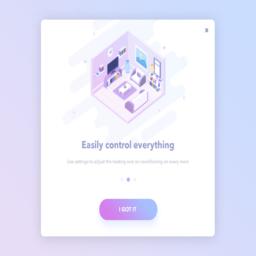 x
Easily control everything
Use settings to adjust the heating and air conditioning on every room
I GOT IT